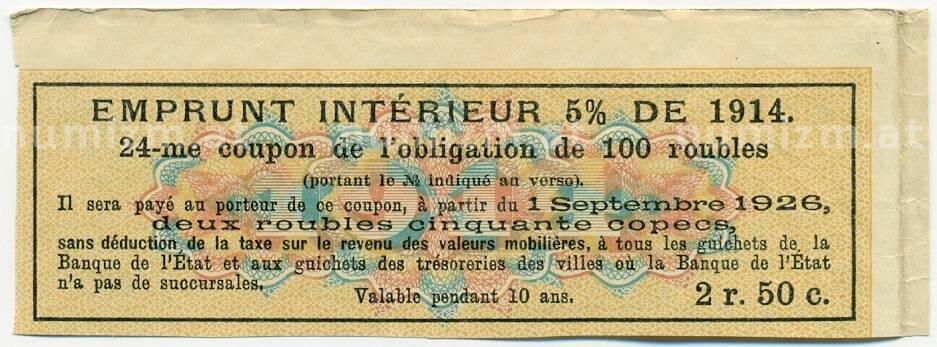 EMPRUNT INTÉRIEUR 5% DE 1914.
24-me coupon de l'obligation de 100 roubles
(portant le № indiqué au verso).
Il sera payé au porteur de ce coupon, à partir du 1 Septembre 1926,
deux roubles cinquante copecs,
sans déduction de la taxe sur le revenu des valeurs mobilières, à tous les guichets de la
Banque de l'État et aux guichets des trésoreries des villes où la Banque de l'État
n'a pas de succursales.
Valable pendant 10 ans.
2 r. 50 c.